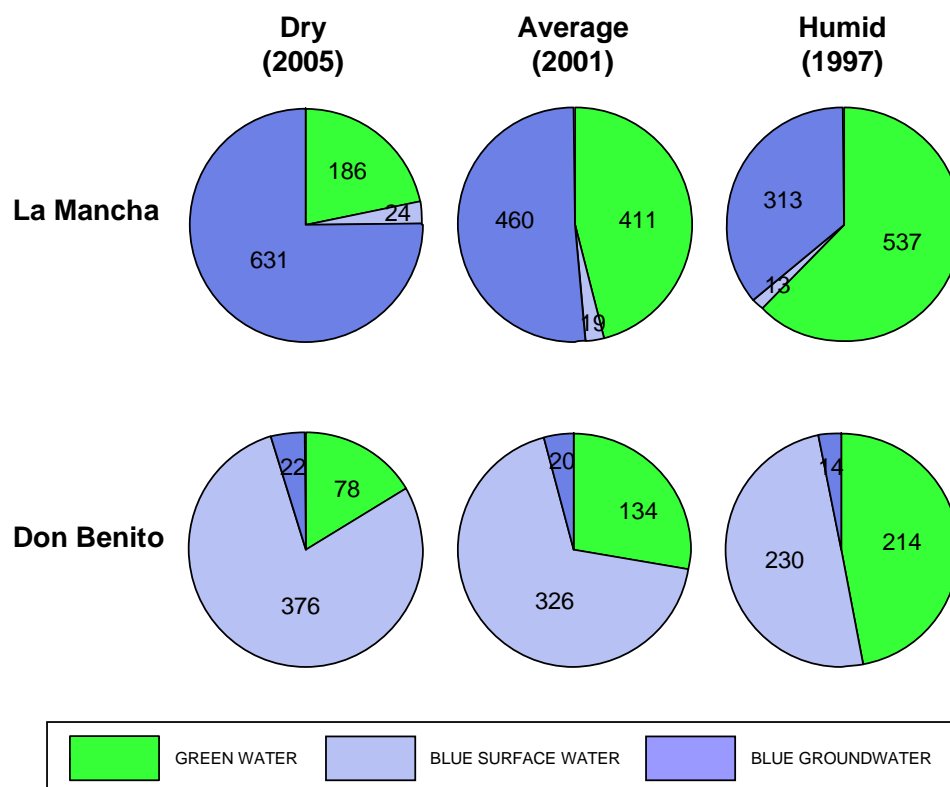 Dry
(2005)
Average
(2001)
Humid
(1997)
La Mancha
186
24
631
411
19
460
537
13
313
Don Benito
78
376
22
134
326
20
214
230
14
GREEN WATER
BLUE SURFACE WATER
BLUE GROUNDWATER